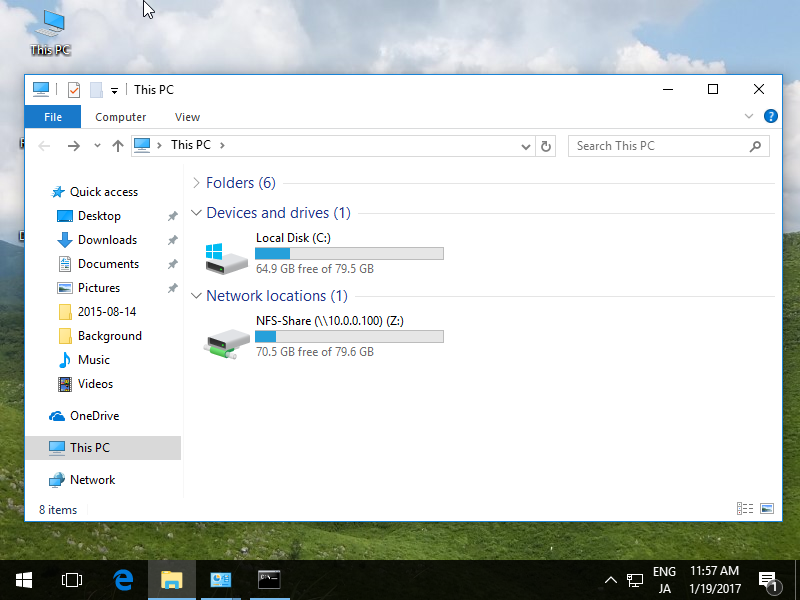 This PC
This PC
File
Computer
View
?
This PC
Search This PC
Quick access
Desktop
Downloads
Documents
Pictures
2015-08-14
Background
Music
Videos
OneDrive
This PC
Network
Folders (6)
Devices and drives (1)
Local Disk (C:)
64.9 GB free of 79.5 GB
Network locations (1)
NFS-Share (\\10.0.0.100) (Z:)
70.5 GB free of 79.6 GB
8 items
ENG
JA
11:57 AM
1/19/2017
1